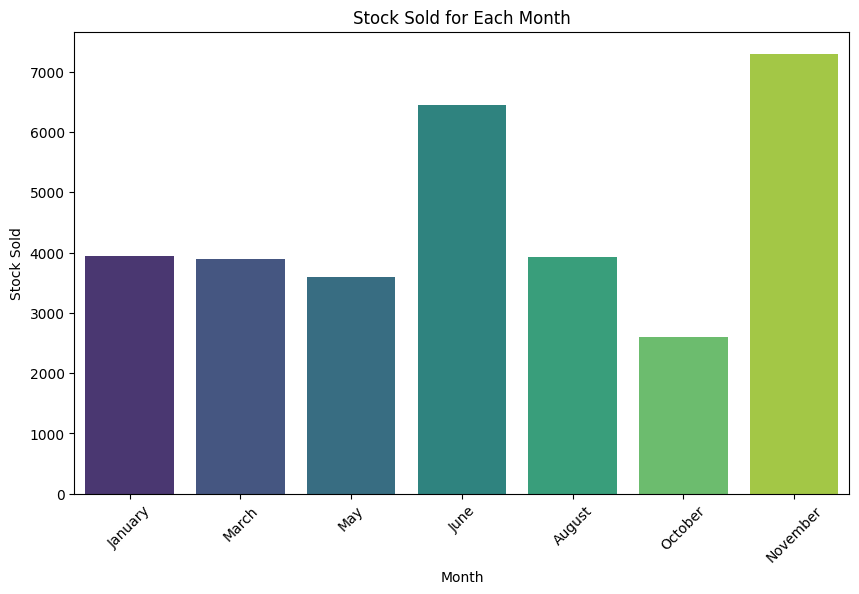 Stock Sold for Each Month
7000
6000
5000
4000
3000
2000
1000
0
Stock Sold
January
March
May
June
August
October
November
Month